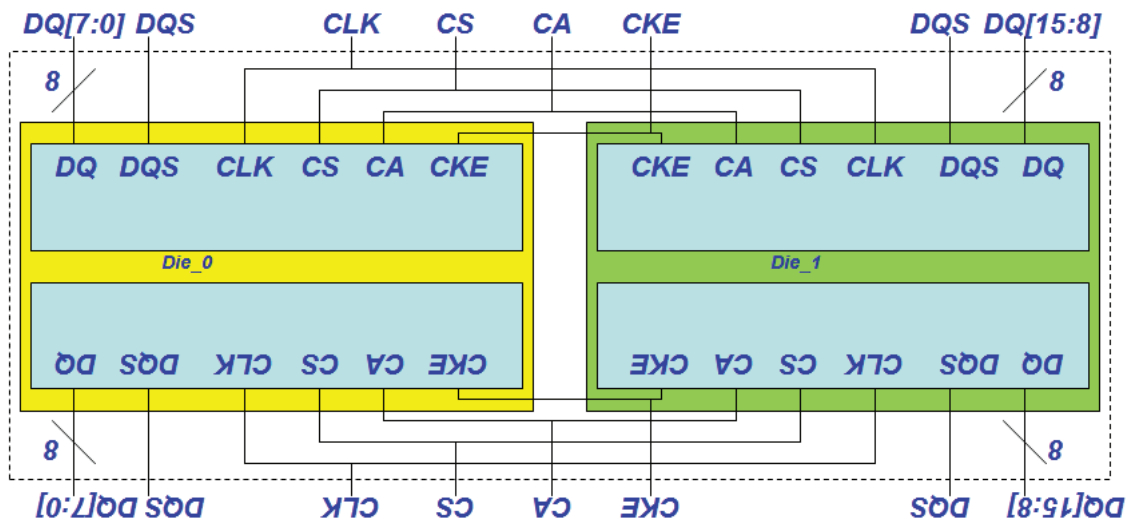 DQ[7:0] DQS CLK CS CA CKE DQS DQ[15:8]
8 8
DQ DQS CLK CS CA CKE CKE CA CS CLK DQS DQ
Die_0 Die_1
DQ DQS CLK CS CA CKE CKE CA CS CLK DQS DQ
8 8
DQ[7:0] DQS CLK CS CA CKE DQS DQ[15:8]